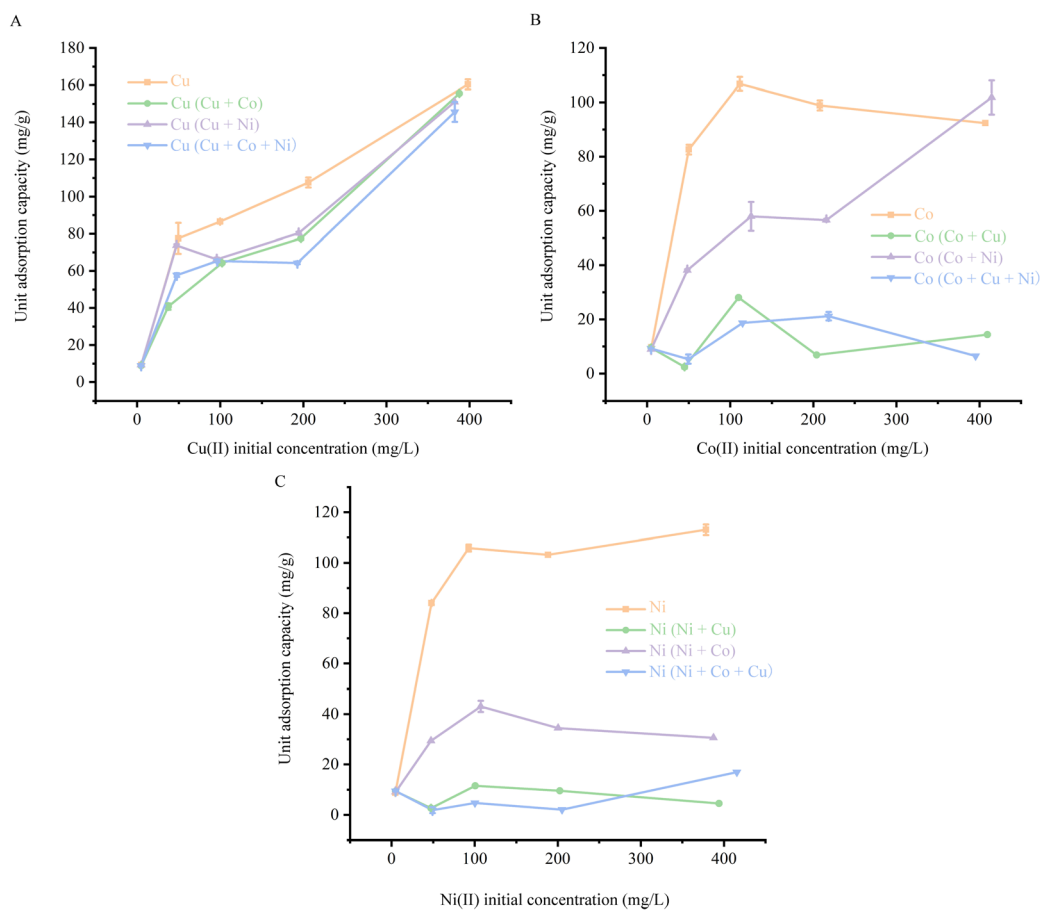 A
Unit adsorption capacity (mg/g)
180
160
140
120
100
80
60
40
20
0
Cu
Cu (Cu + Co)
Cu (Cu + Ni)
Cu (Cu + Co + Ni)
0 100 200 300 400
Cu(II) initial concentration (mg/L)
B
Unit adsorption capacity (mg/g)
120
100
80
60
40
20
0
Co
Co (Co + Cu)
Co (Co + Ni)
Co (Co + Cu + Ni)
0 100 200 300 400
Co(II) initial concentration (mg/L)
C
Unit adsorption capacity (mg/g)
120
100
80
60
40
20
0
Ni
Ni (Ni + Cu)
Ni (Ni + Co)
Ni (Ni + Co + Cu)
0 100 200 300 400
Ni(II) initial concentration (mg/L)